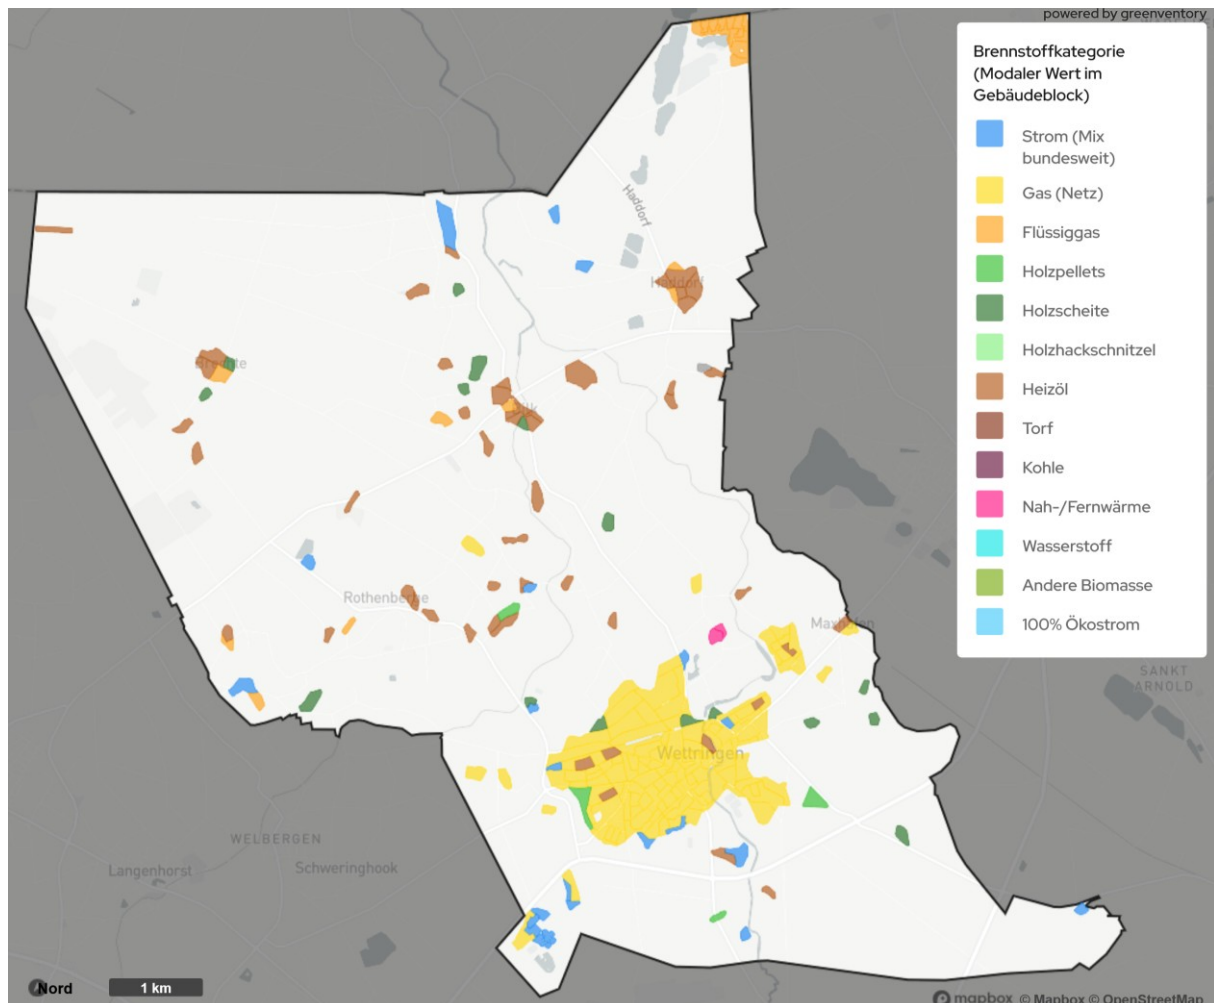 powered by greenventory
Brennstoffkategorie
(Modaler Wert im
Gebäudeblock)
Strom (Mix
bundesweit)
Gas (Netz)
Flüssiggas
Holzpellets
Holzscheite
Holzhackschnitzel
Heizöl
Torf
Kohle
Nah-/Fernwärme
Wasserstoff
Andere Biomasse
100% Ökostrom
Haddorf
Haddorf
Rothenberge
Maxhafen
SANKT
ARNOLD
Wettringen
WELBERGEN
Schweringhook
Langenhorst
Nord
1 km
mapbox © Mapbox © OpenStreetMap